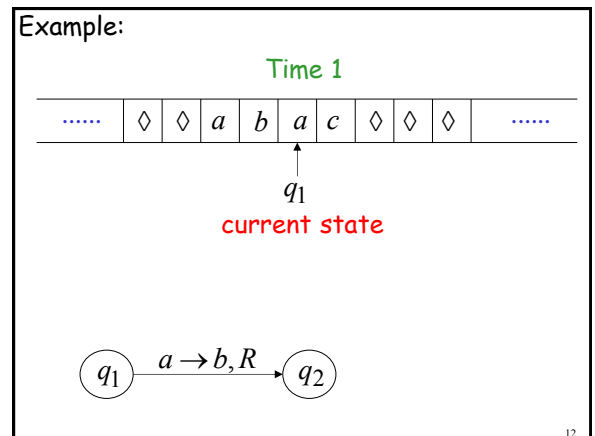 Example:
Time 1
...... ◊ ◊ a b a c ◊ ◊ ◊ ......
q1
current state
q1 a → b, R q2
12